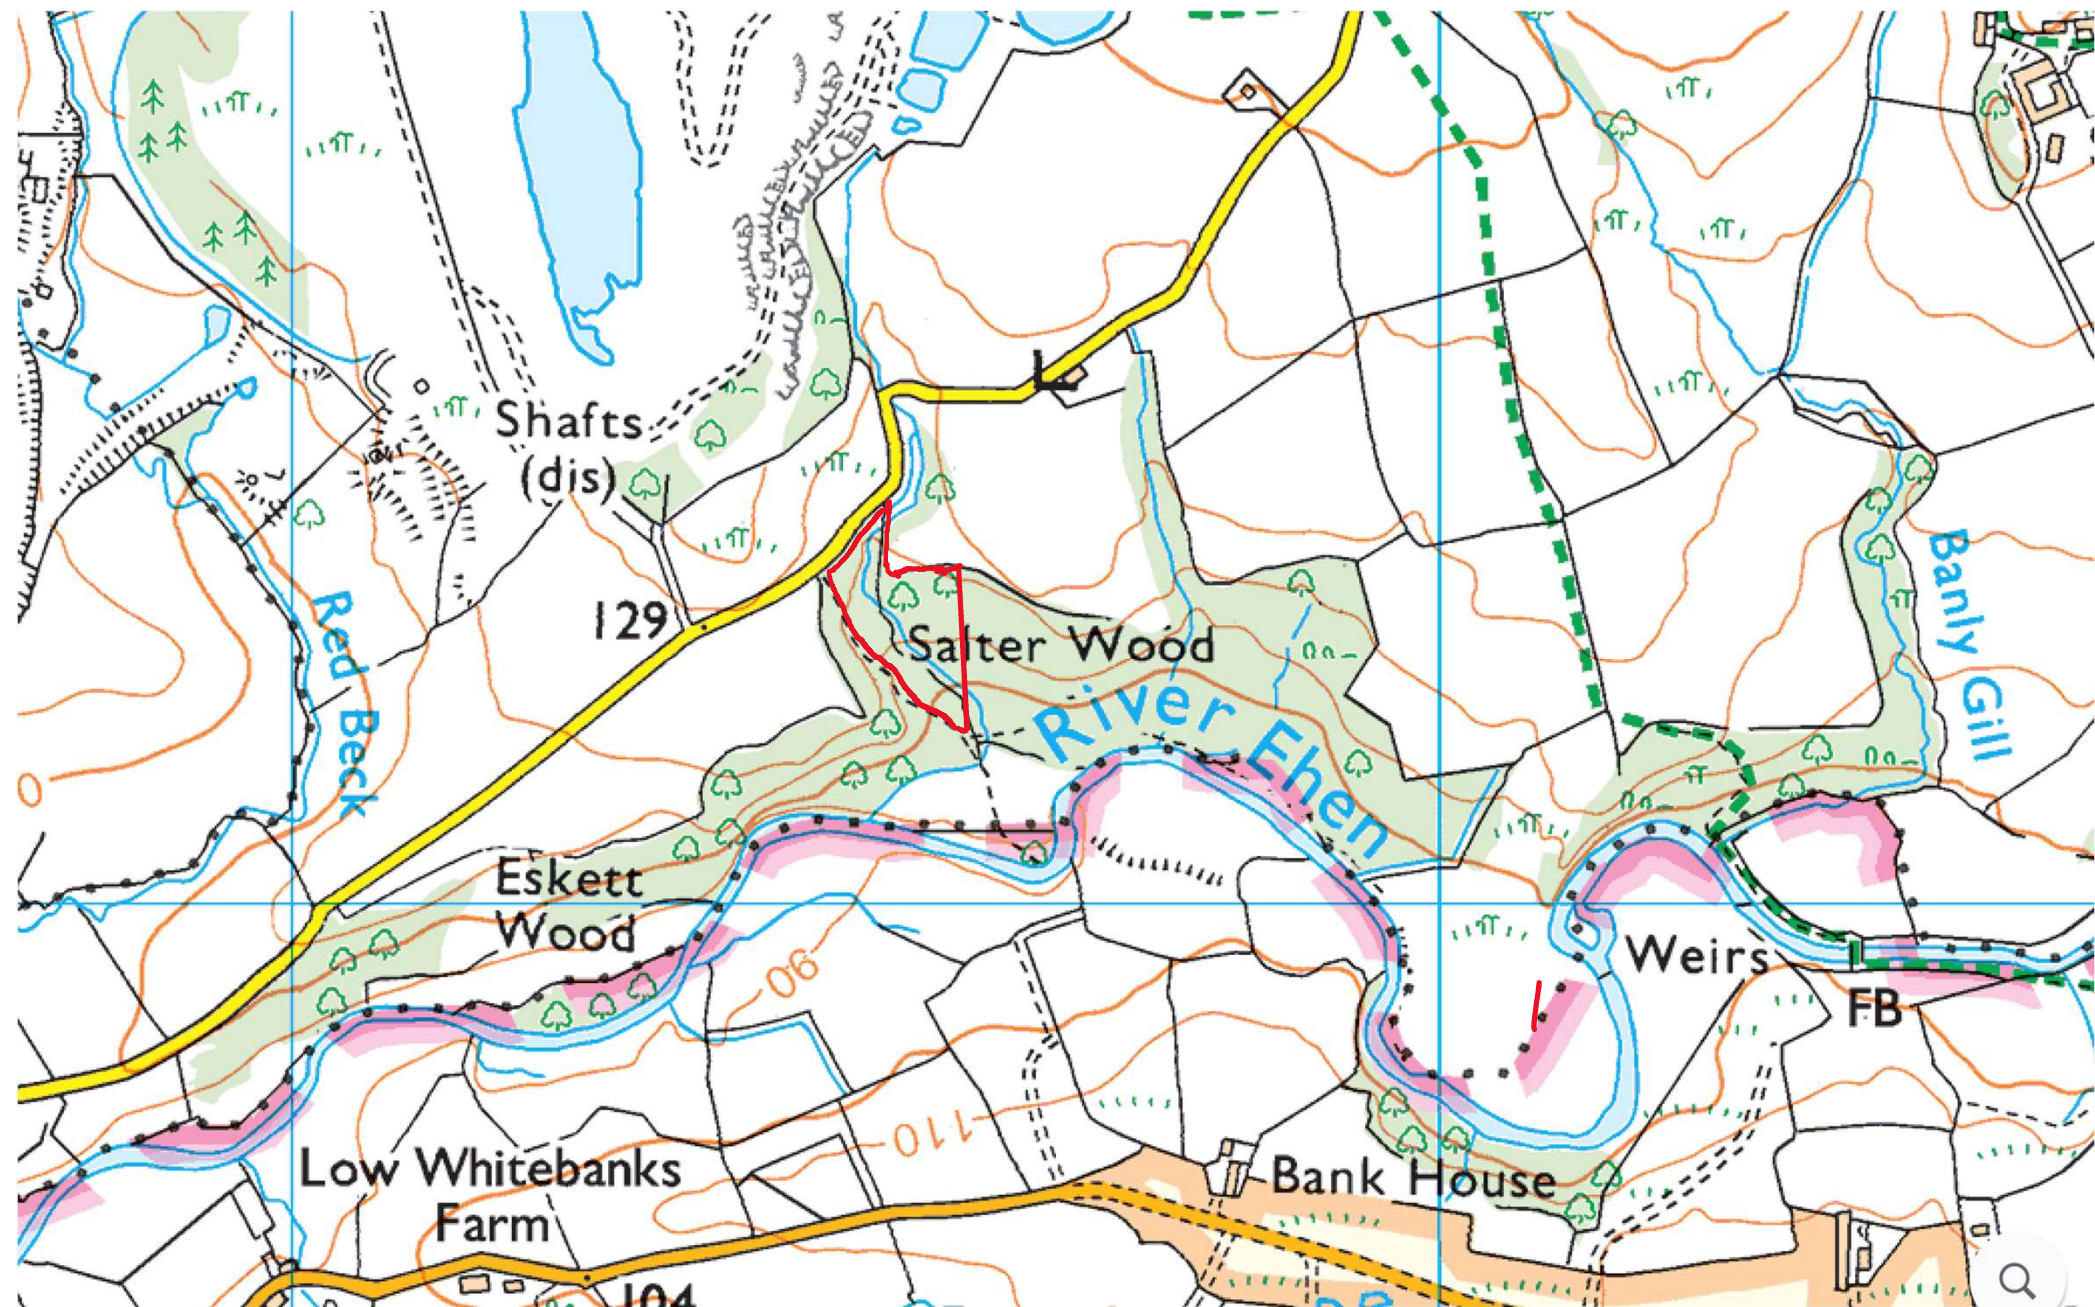 Shafts
(dis)
129
Red Beck
Salter Wood
River Ehen
Banly Gill
Eskett
Wood
Weirs
FB
90
110
0
Low Whitebanks
Farm
Bank House
104